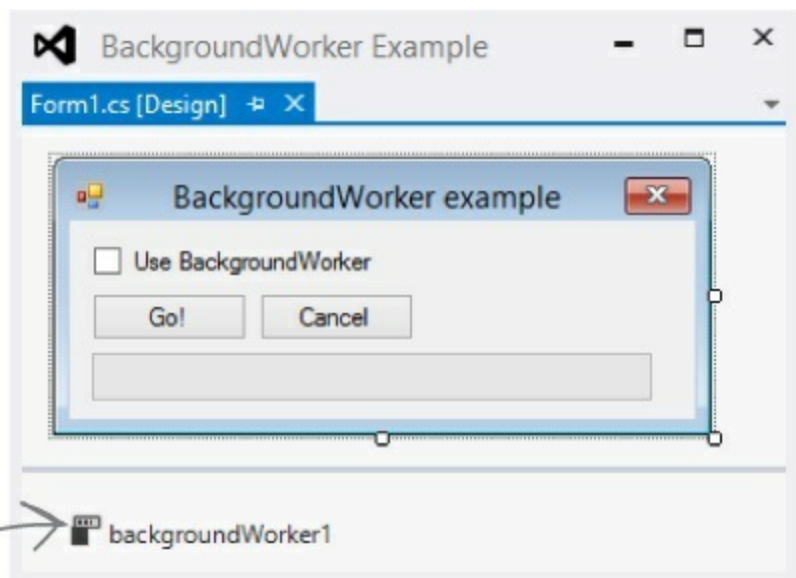 BackgroundWorker Example
Form1.cs [Design]
BackgroundWorker example
Use BackgroundWorker
Go! Cancel
backgroundWorker1